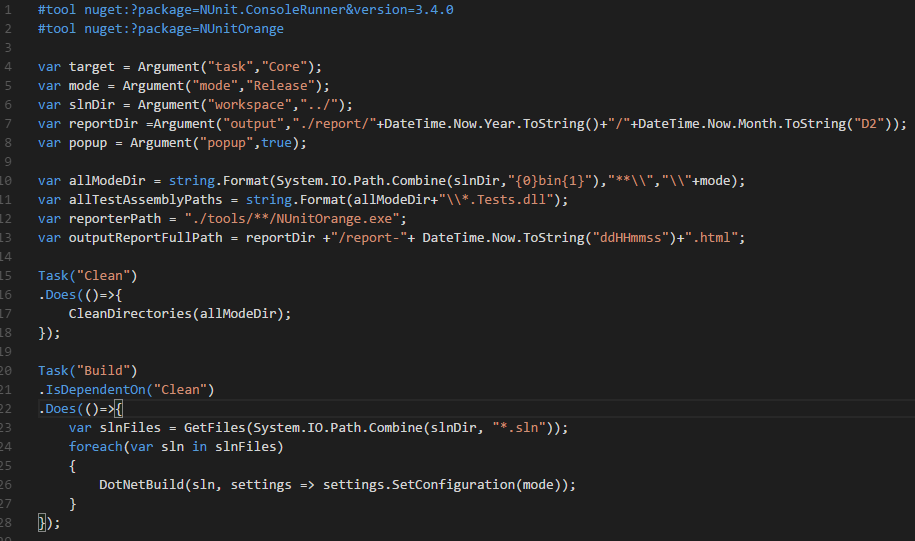 1 #tool nuget:?package=NUnit.ConsoleRunner&version=3.4.0
2 #tool nuget:?package=NUnitOrange
3
4 var target = Argument("task","Core");
5 var mode = Argument("mode","Release");
6 var slnDir = Argument("workspace","../");
7 var reportDir =Argument("output","./report/"+DateTime.Now.Year.ToString()+"/"+DateTime.Now.Month.ToString("D2"));
8 var popup = Argument("popup",true);
9
10 var allModeDir = string.Format(System.IO.Path.Combine(slnDir,"{0}bin{1}"),"**\\","\\"+mode);
11 var allTestAssemblyPaths = string.Format(allModeDir+"\\*.Tests.dll");
12 var reporterPath = "./tools/**/NUnitOrange.exe";
13 var outputReportFullPath = reportDir +"/report-"+ DateTime.Now.ToString("ddHHmmss")+".html";
14
15 Task("Clean")
16 .Does(()=>{
17     CleanDirectories(allModeDir);
18 });
19
20 Task("Build")
21 .IsDependentOn("Clean")
22 .Does(()=>{
23     var slnFiles = GetFiles(System.IO.Path.Combine(slnDir, "*.sln"));
24     foreach(var sln in slnFiles)
25     {
26         DotNetBuild(sln, settings => settings.SetConfiguration(mode));
27     }
28 });